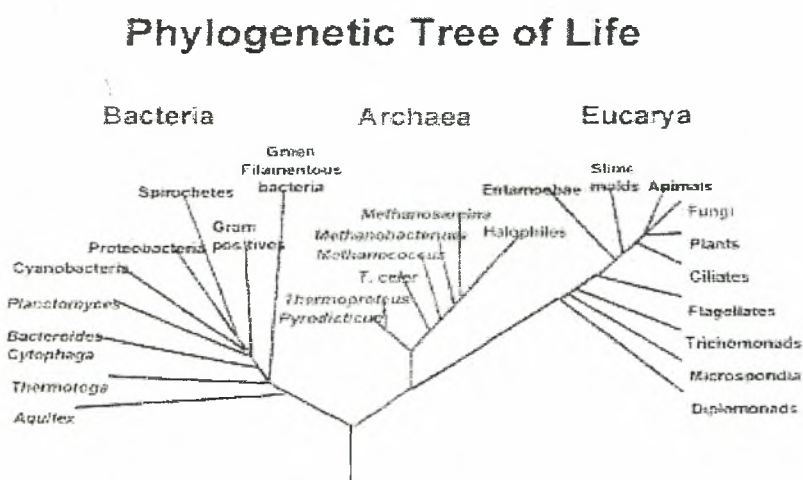 Phylogenetic Tree of Life
Bacteria
Archaea
Eucarya
Green
Filamentous
bacteria
Spirochetes
Gram
positives
Proteobacteria
Cyanobacteria
Planctomyces
Bacteroides
Cytophaga
Thermotoga
Aquifex
Methanosarcina
Methanobacterium
Methanococcus
T. celer
Thermoproteus
Pyrodicticum
Halophiles
Entamoebae
Slime
molds
Animals
Fungi
Plants
Ciliates
Flagellates
Trichomonads
Microsporidia
Diplomonads